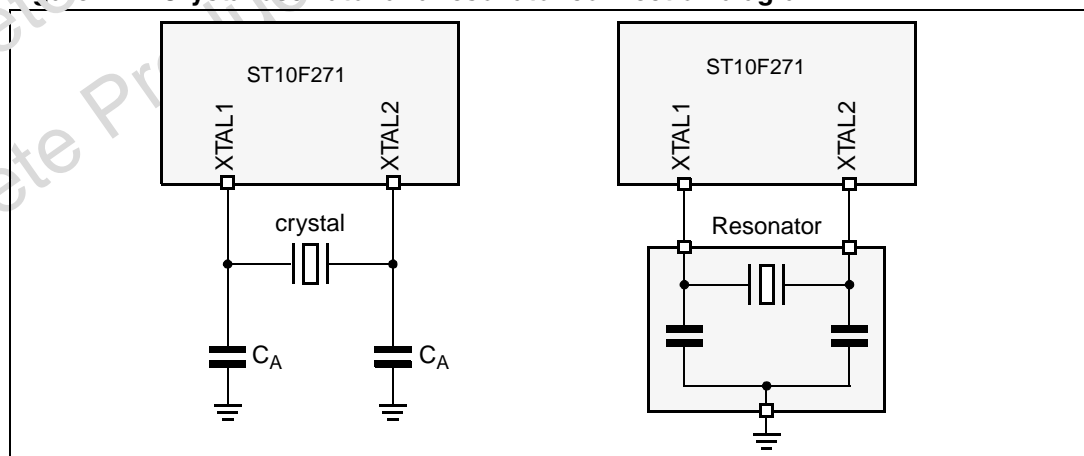 ST10F271
XTAL1
XTAL2
crystal
CA
CA
ST10F271
XTAL1
XTAL2
Resonator